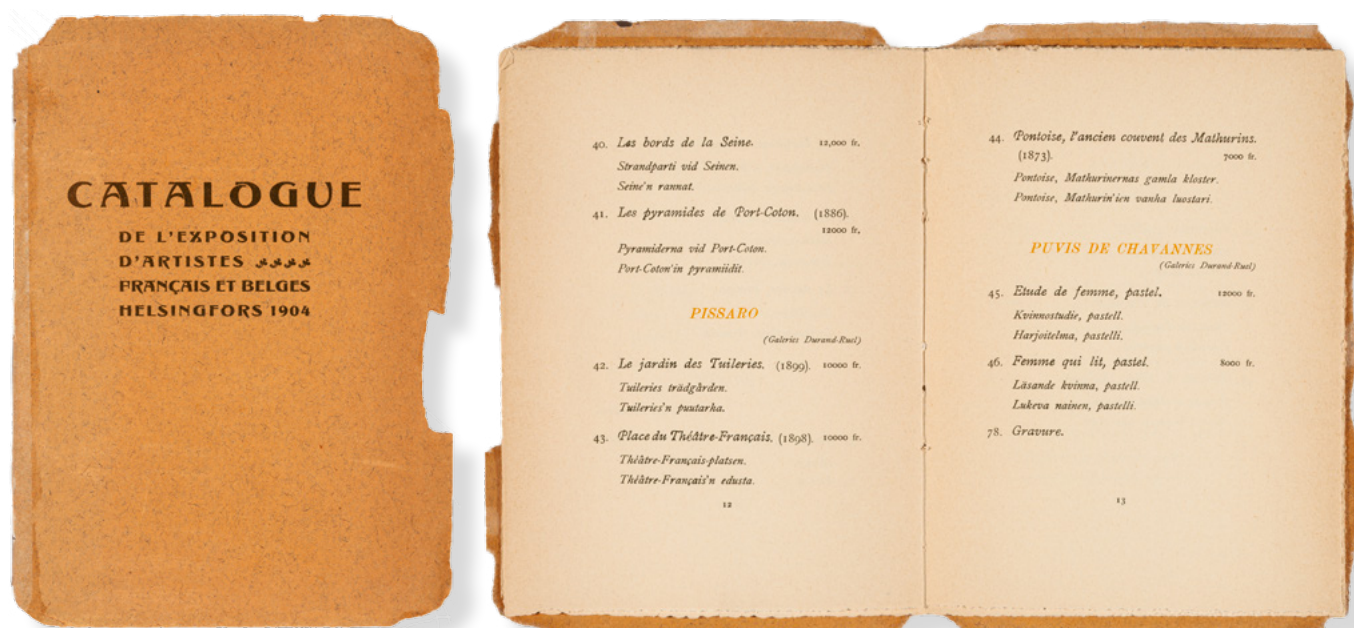 CATALOGUE
DE L'EXPOSITION
D'ARTISTES
FRANÇAIS ET BELGES
HELSINGFORS 1904
40. Les bords de la Seine. 12,000 fr.
Strandparti vid Seinen.
Seine'n rannat.
41. Les pyramides de Port-Coton. (1886).
12000 fr.
Pyramiderna vid Port-Coton.
Port-Coton'in pyramiidit.
PISSARO
(Galeries Durand-Ruel)
42. Le jardin des Tuileries. (1899). 10000 fr.
Tuileries trädgården.
Tuileries'n puutarha.
43. Place du Théâtre-Français. (1898). 10000 fr.
Théâtre-Français-platsen.
Théâtre-Français'n edusta.
12
44. Pontoise, l'ancien couvent des Mathurins.
(1873). 7000 fr.
Pontoise, Mathurinernas gamla kloster.
Pontoise, Mathurin'ien vanha luostari.
PUVIS DE CHAVANNES
(Galeries Durand-Ruel)
45. Etude de femme, pastel. 12000 fr.
Kvinnostudie, pastell.
Harjoitelma, pastelli.
46. Femme qui lit, pastel. 8000 fr.
Läsande kvinna, pastell.
Lukeva nainen, pastelli.
78. Gravure.
13